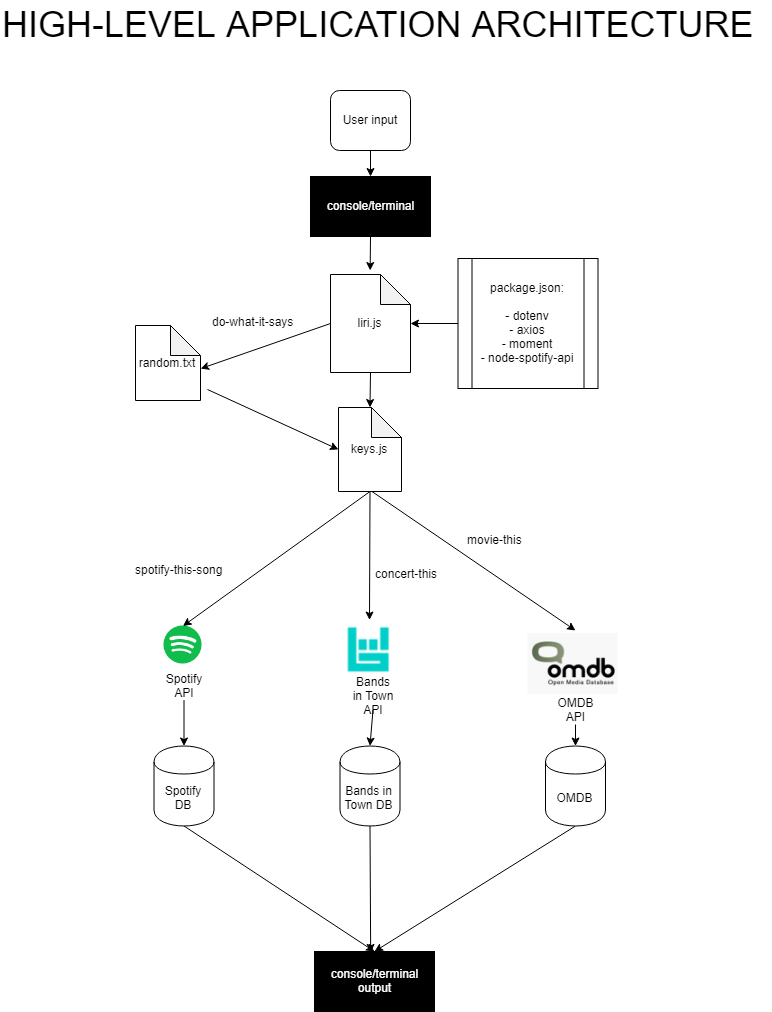 HIGH-LEVEL APPLICATION ARCHITECTURE
User input
console/terminal
package.json:
- dotenv
- axios
- moment
- node-spotify-api
liri.js
do-what-it-says
random.txt
keys.js
movie-this
spotify-this-song
concert-this
omdb
Open Media Database
Spotify
API
Bands
in Town
API
OMDB
API
Spotify
DB
Bands in
Town DB
OMDB
console/terminal
output